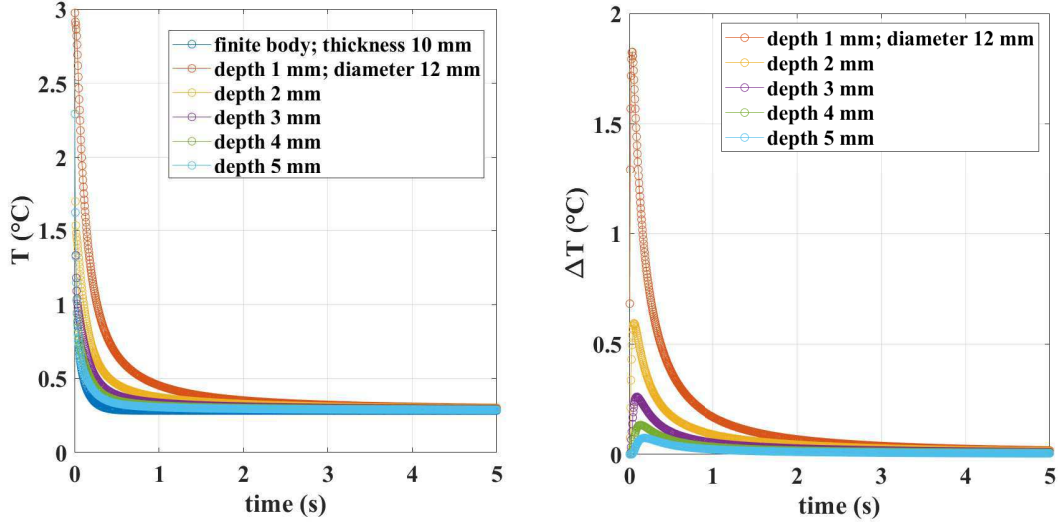 3
2.5
2
1.5
1
0.5
0
T (°C)
0 1 2 3 4 5
time (s)
finite body; thickness 10 mm
depth 1 mm; diameter 12 mm
depth 2 mm
depth 3 mm
depth 4 mm
depth 5 mm
2
1.5
1
0.5
0
ΔT (°C)
0 1 2 3 4 5
time (s)
depth 1 mm; diameter 12 mm
depth 2 mm
depth 3 mm
depth 4 mm
depth 5 mm